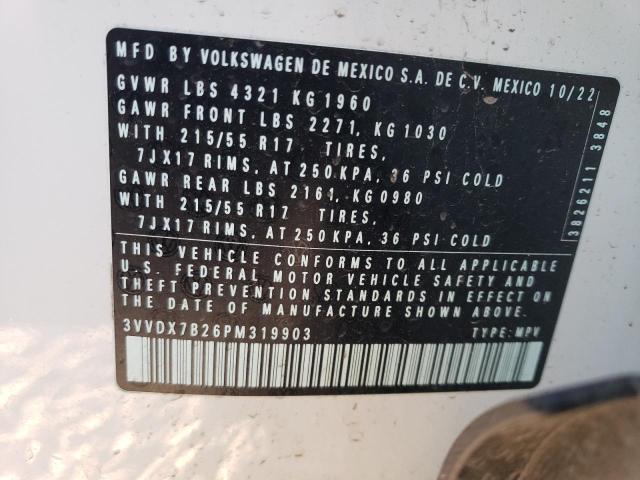 MFD BY VOLKSWAGEN DE MEXICO S.A. DE C.V. MEXICO 10/22
GVWR LBS 4321 KG 1960
GAWR FRONT LBS 2271, KG 1030
WITH 215/55 R17 TIRES,
7JX17 RIMS, AT 250 KPA, 36 PSI COLD
GAWR REAR LBS 2161, KG 0980
WITH 215/55 R17 TIRES,
7JX17 RIMS, AT 250 KPA, 36 PSI COLD
THIS VEHICLE CONFORMS TO ALL APPLICABLE
U.S. FEDERAL MOTOR VEHICLE SAFETY AND
THEFT PREVENTION STANDARDS IN EFFECT ON
THE DATE OF MANUFACTURE SHOWN ABOVE.
3VVDX7B26PM319903 TYPE: MPV
3826211 3848